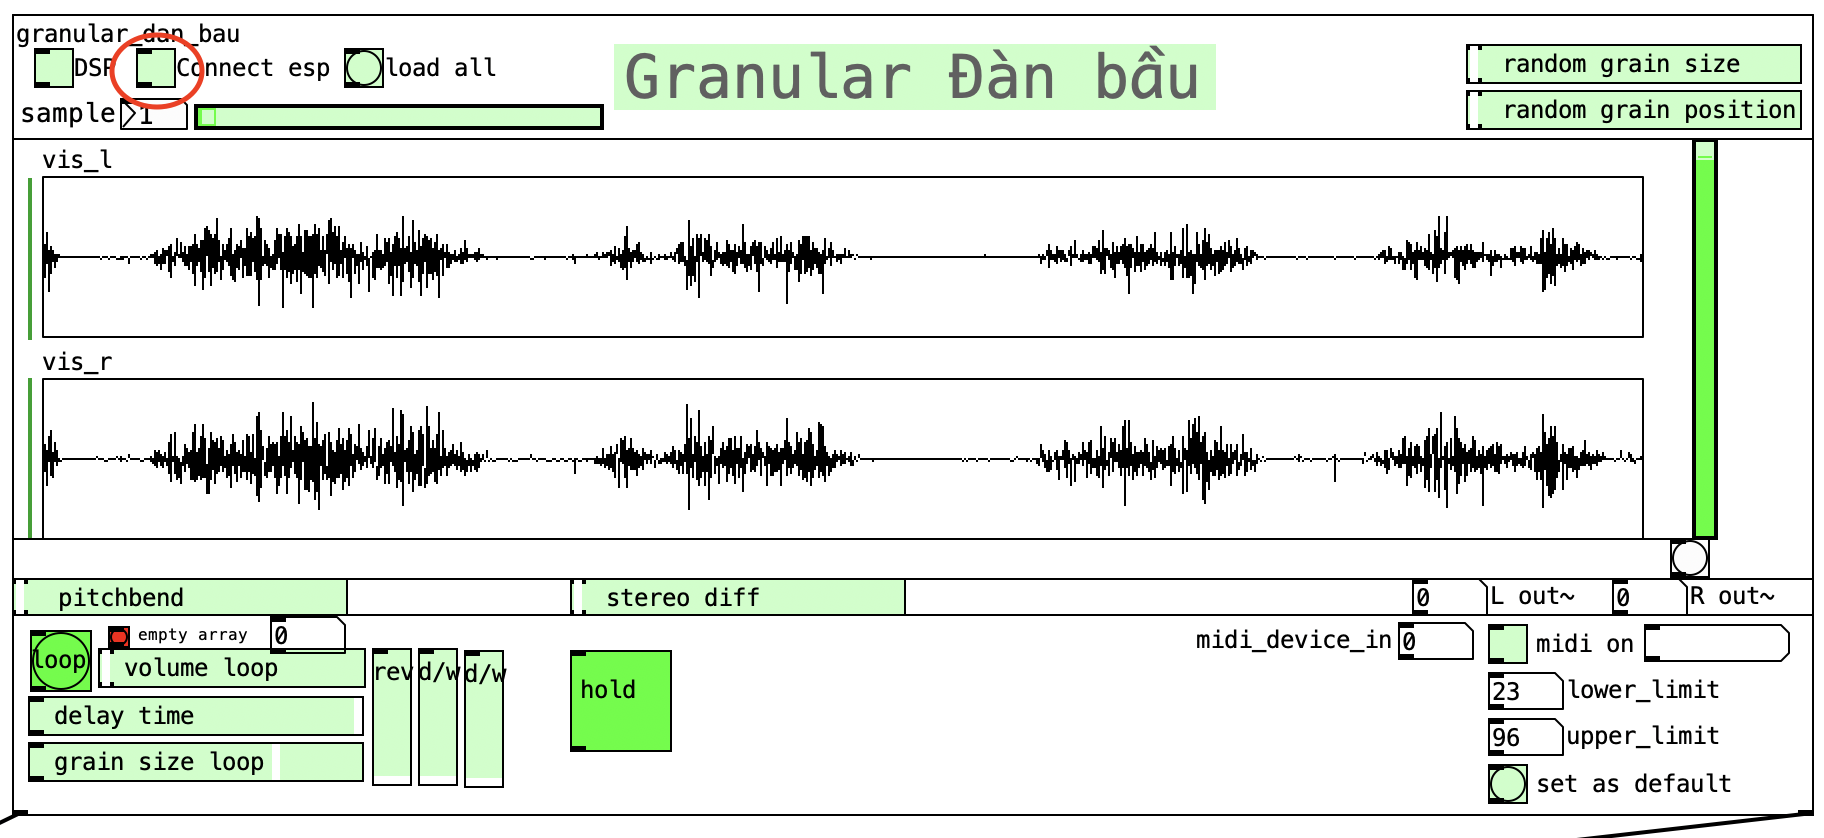 granular_dan_bau
DSP Connect esp load all
Granular Đàn bầu
random grain size
random grain position
sample 1
vis_l
vis_r
pitchbend
stereo diff
0 L out~ 0 R out~
loop
empty array 0
volume loop
rev d/w d/w
delay time
grain size loop
hold
midi_device_in 0
midi on
23 lower_limit
96 upper_limit
set as default